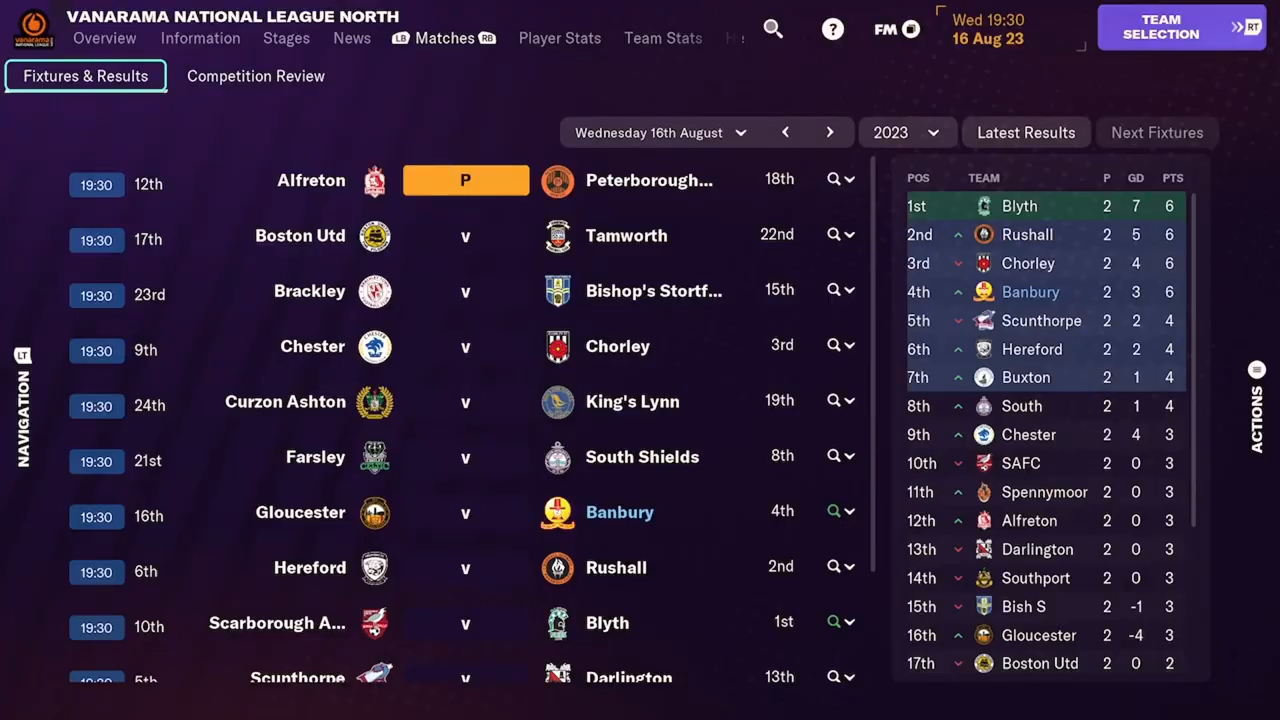 VANARAMA NATIONAL LEAGUE NORTH
Overview Information Stages News LB Matches RB Player Stats Team Stats
? FM Wed 19:30 16 Aug 23
TEAM SELECTION RT
Fixtures & Results Competition Review
Wednesday 16th August < > 2023 Latest Results Next Fixtures
19:30 12th Alfreton P Peterborough... 18th
19:30 17th Boston Utd v Tamworth 22nd
19:30 23rd Brackley v Bishop's Stortf... 15th
19:30 9th Chester v Chorley 3rd
19:30 24th Curzon Ashton v King's Lynn 19th
19:30 21st Farsley v South Shields 8th
19:30 16th Gloucester v Banbury 4th
19:30 6th Hereford v Rushall 2nd
19:30 10th Scarborough A... v Blyth 1st
19:30 5th Scunthorpe v Darlington 13th
POS TEAM P GD PTS
1st Blyth 2 7 6
2nd Rushall 2 5 6
3rd Chorley 2 4 6
4th Banbury 2 3 6
5th Scunthorpe 2 2 4
6th Hereford 2 2 4
7th Buxton 2 1 4
8th South 2 1 4
9th Chester 2 4 3
10th SAFC 2 0 3
11th Spennymoor 2 0 3
12th Alfreton 2 0 3
13th Darlington 2 0 3
14th Southport 2 0 3
15th Bish S 2 -1 3
16th Gloucester 2 -4 3
17th Boston Utd 2 0 2
LT NAVIGATION
ACTIONS